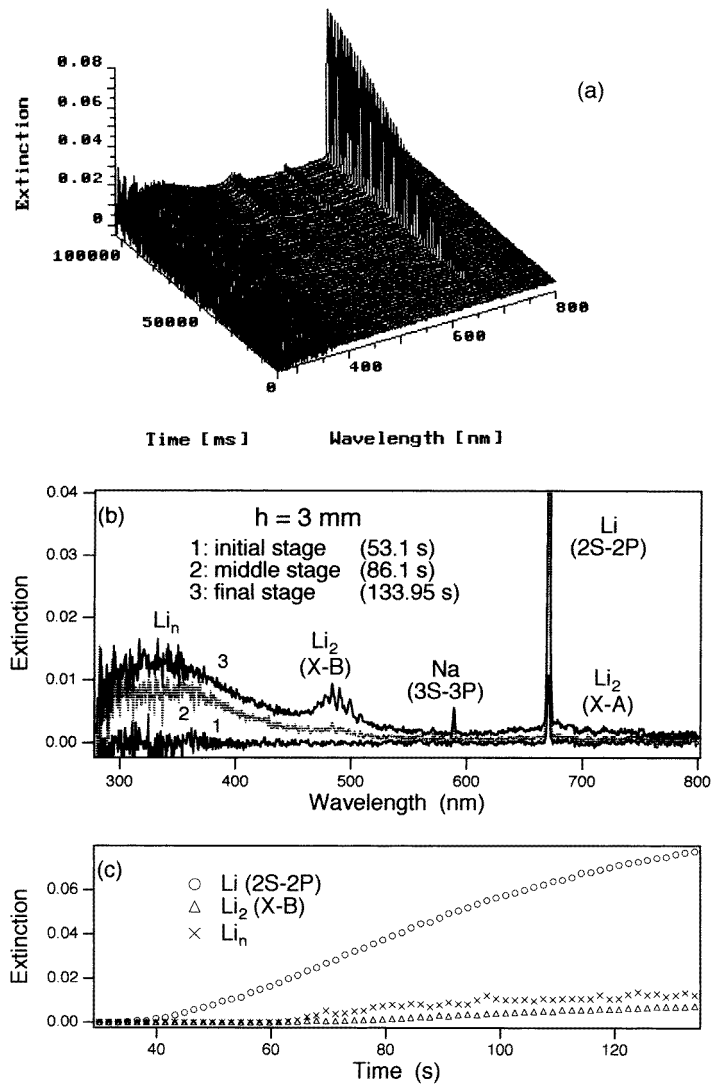 (a)
Extinction
0.08
0.06
0.04
0.02
0
100000
50000
0
400
600
800
Time [ms]
Wavelength [nm]
(b)
h = 3 mm
1: initial stage (53.1 s)
2: middle stage (86.1 s)
3: final stage (133.95 s)
Li
(2S-2P)
Liₙ
3
2
1
Li₂
(X-B)
Na
(3S-3P)
Li₂
(X-A)
Extinction
0.04
0.03
0.02
0.01
0.00
300
400
500
600
700
800
Wavelength (nm)
(c)
Li (2S-2P)
Li₂ (X-B)
Liₙ
Extinction
0.06
0.04
0.02
0.00
40
60
80
100
120
Time (s)